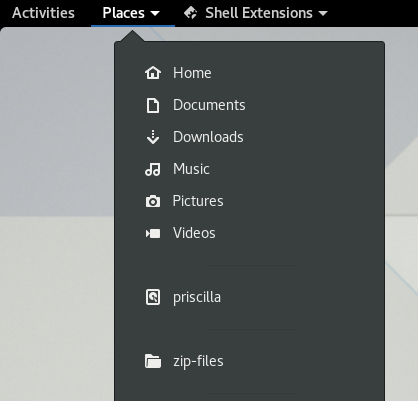 Activities Places Shell Extensions
Home
Documents
Downloads
Music
Pictures
Videos
priscilla
zip-files